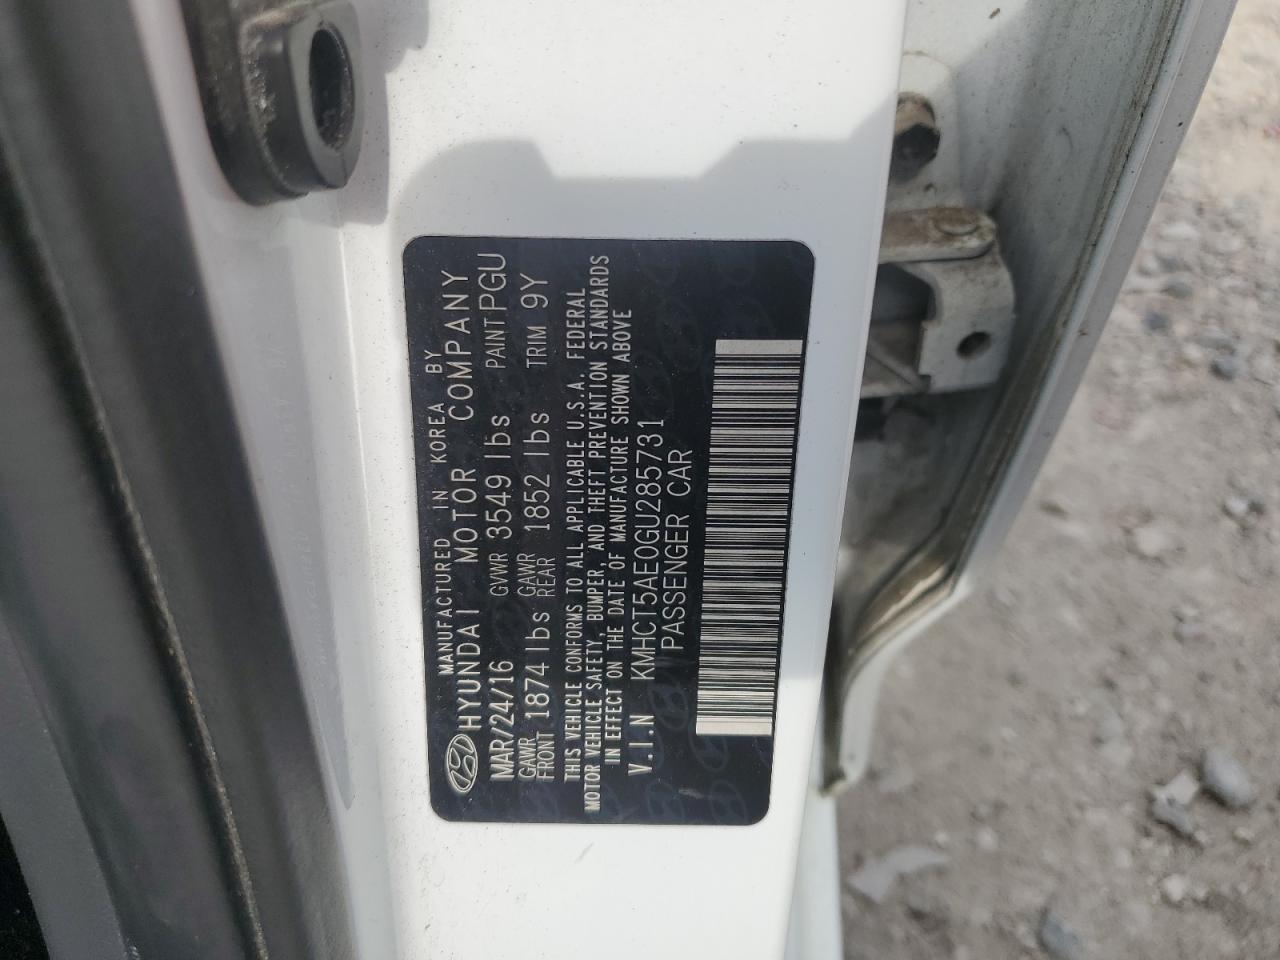 MANUFACTURED IN KOREA BY
HYUNDAI MOTOR COMPANY
MAR/24/16 GVWR 3549 lbs PAINT PGU
GAWR FRONT 1874 lbs GAWR REAR 1852 lbs TRIM 9Y
THIS VEHICLE CONFORMS TO ALL APPLICABLE U.S.A. FEDERAL
MOTOR VEHICLE SAFETY, BUMPER, AND THEFT PREVENTION STANDARDS
IN EFFECT ON THE DATE OF MANUFACTURE SHOWN ABOVE
V.I.N KMHCT5AE0GU285731
PASSENGER CAR